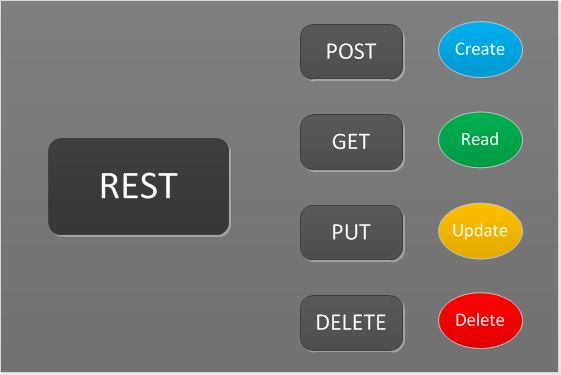 REST
POST
Create
GET
Read
PUT
Update
DELETE
Delete